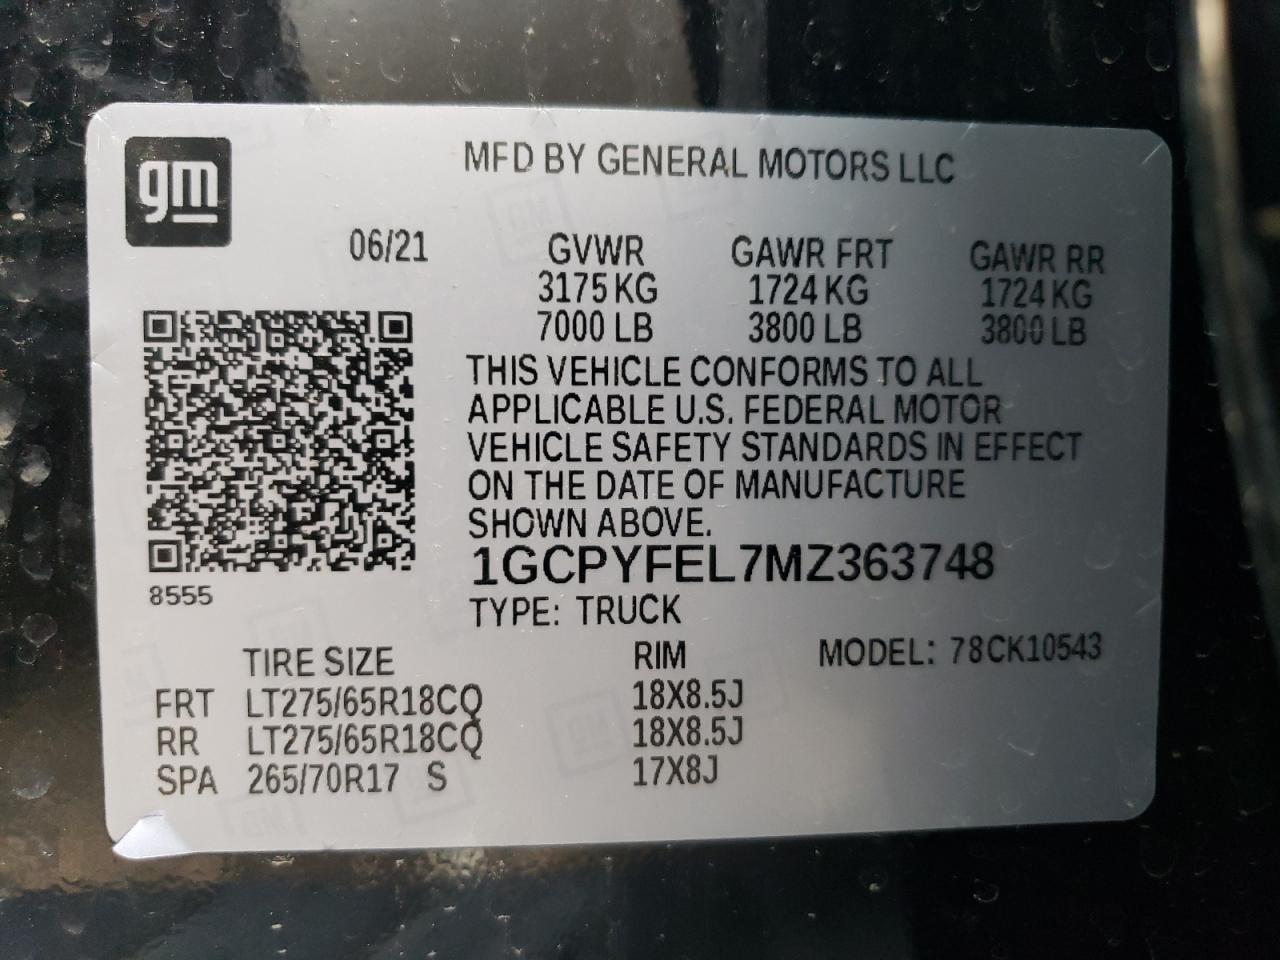 gm
MFD BY GENERAL MOTORS LLC
06/21 GVWR GAWR FRT GAWR RR
3175 KG 1724 KG 1724 KG
7000 LB 3800 LB 3800 LB
THIS VEHICLE CONFORMS TO ALL
APPLICABLE U.S. FEDERAL MOTOR
VEHICLE SAFETY STANDARDS IN EFFECT
ON THE DATE OF MANUFACTURE
SHOWN ABOVE.
1GCPYFEL7MZ363748
8555
TYPE: TRUCK
TIRE SIZE RIM MODEL: 78CK10543
FRT LT275/65R18CQ 18X8.5J
RR LT275/65R18CQ 18X8.5J
SPA 265/70R17 S 17X8J